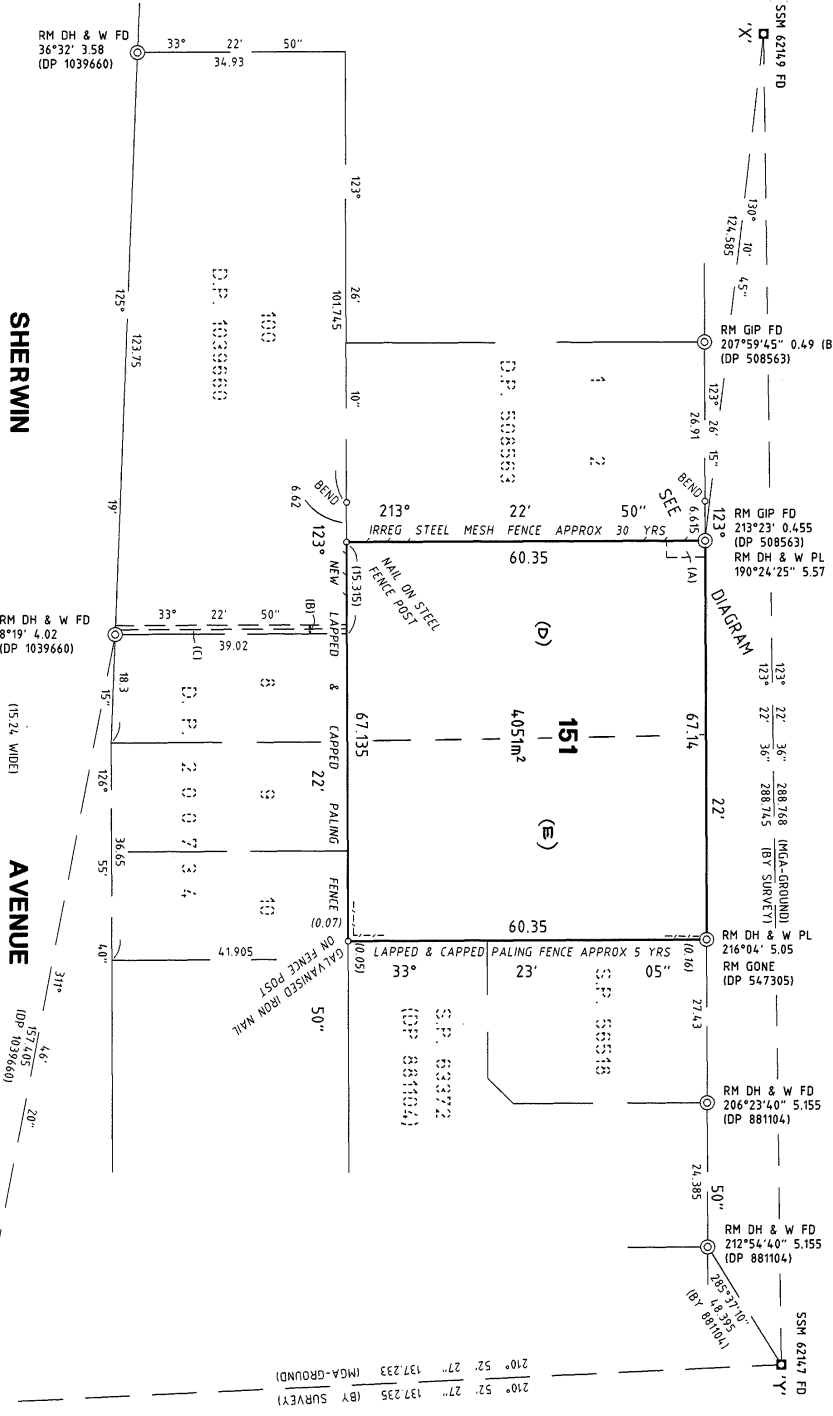 SSM 62149 FD
'X'
RM DH & W FD
36°32' 3.58
(DP 1039660)
33° 22' 50"
34.93
130° 10' 45"
124.585
123° 26' 10"
101.745
RM GIP FD
207°59'45" 0.49 (B
(DP 508563)
100
D.P. 1039660
1 2
D.P. 508563
123° 26' 15"
26.91
125° 19' 15"
123.75
BEND
6.62
BEND
6.615
SEE DIAGRAM
RM GIP FD
213°23' 0.455
(DP 508563)
RM DH & W PL
190°24'25" 5.57
213° 22' 50"
IRREG STEEL MESH FENCE APPROX 30 YRS
60.35
(A)
NAIL ON STEEL
FENCE POST
(15.315)
RM DH & W FD
8°19' 4.02
(DP 1039660)
33° 22' 50"
39.02
(B)
(C)
(D)
151
4051m²
(E)
123° 22' 50"
67.14
123° 22' 50"
67.135
NEW LAPPED & CAPPED PALING FENCE
(0.07)
123° 22' 36" 288.768 (MGA-GROUND)
123° 22' 36" 288.745 (BY SURVEY)
8 9 10
D.P. 200734
18.3
126° 55' 40"
36.65
41.905
60.35
LAPPED & CAPPED PALING FENCE APPROX 5 YRS
33° 23' 05"
(0.05)
(0.16)
GALVANISED IRON NAIL
ON FENCE POST
RM DH & W PL
216°04' 5.05
RM GONE
(DP 547305)
S.P. 56518
S.P. 63372
(DP 881104)
27.43
RM DH & W FD
206°23'40" 5.155
(DP 881104)
24.385
RM DH & W FD
212°54'40" 5.155
(DP 881104)
285°37'10"
48.395
(BY 881104)
SSM 62147 FD
'Y'
SHERWIN AVENUE
(15.24 WIDE)
311° 46' 20"
157.405
(DP 1039660)
210° 52' 27" 137.233 (MGA-GROUND)
210° 52' 27" 137.235 (BY SURVEY)